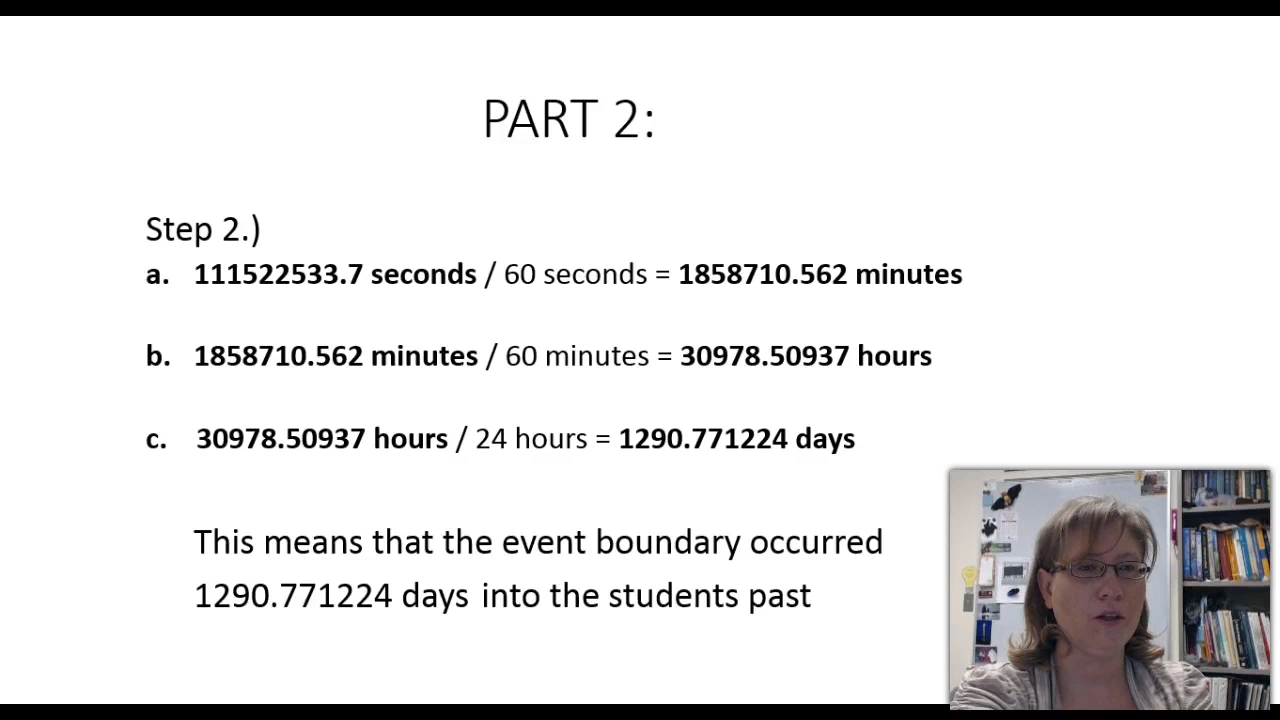 PART 2:
Step 2.)
a. 111522533.7 seconds / 60 seconds = 1858710.562 minutes
b. 1858710.562 minutes / 60 minutes = 30978.50937 hours
c. 30978.50937 hours / 24 hours = 1290.771224 days
This means that the event boundary occurred
1290.771224 days into the students past